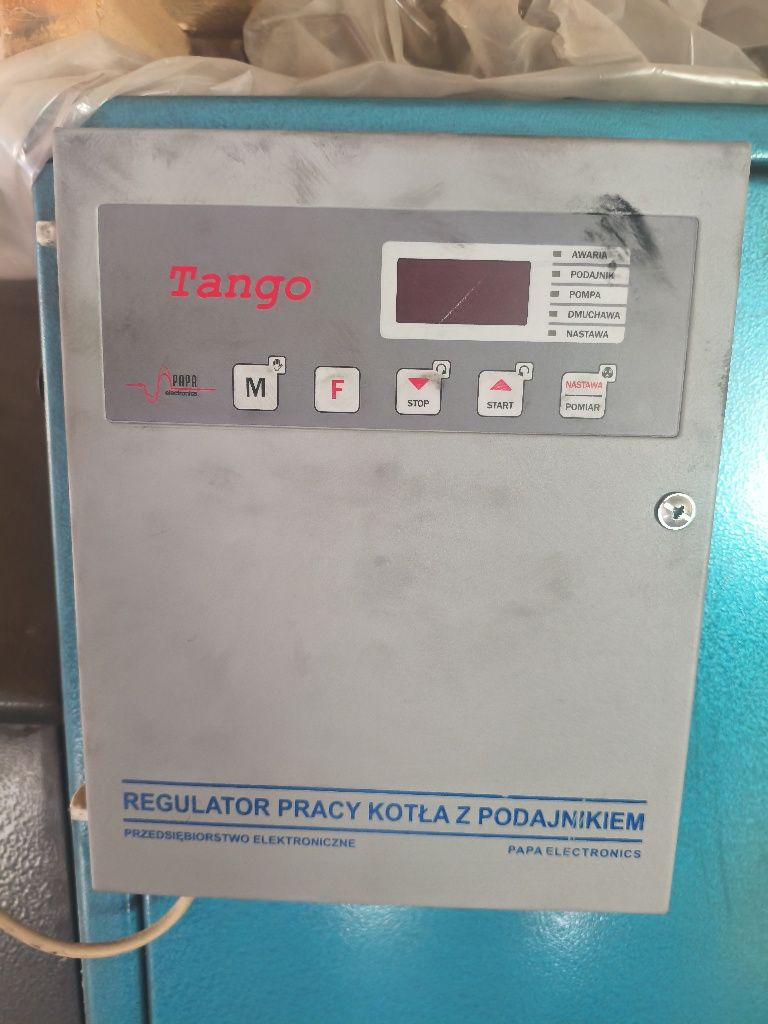 Tango
AWARIA
PODAJNIK
POMPA
DMUCHAWA
NASTAWA
PAPA
electronics
M
F
STOP
START
NASTAWA
POMIAR
REGULATOR PRACY KOTŁA Z PODAJNIKIEM
PRZEDSIĘBIORSTWO ELEKTRONICZNE
PAPA ELECTRONICS